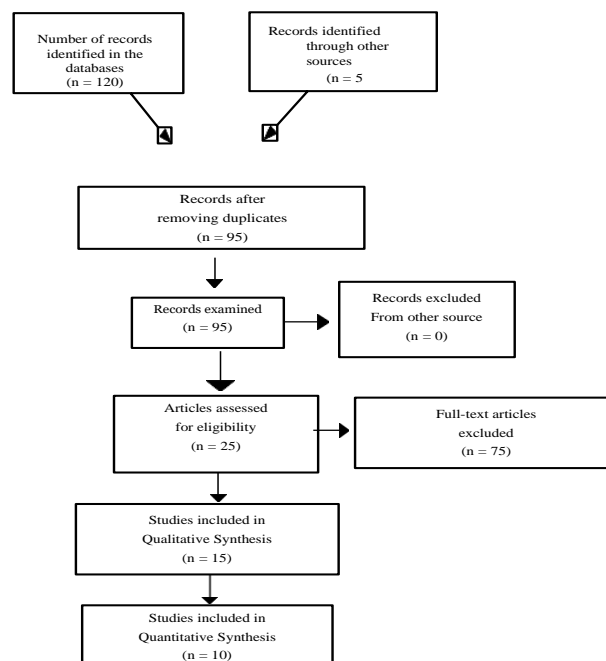 Number of records
identified in the
databases
(n = 120)
Records identified
through other
sources
(n = 5
Records after
removing duplicates
(n = 95)
Records examined
(n = 95)
Records excluded
From other source
(n = 0)
Articles assessed
for eligibility
(n = 25)
Full-text articles
excluded
(n = 75)
Studies included in
Qualitative Synthesis
(n = 15)
Studies included in
Quantitative Synthesis
(n = 10)